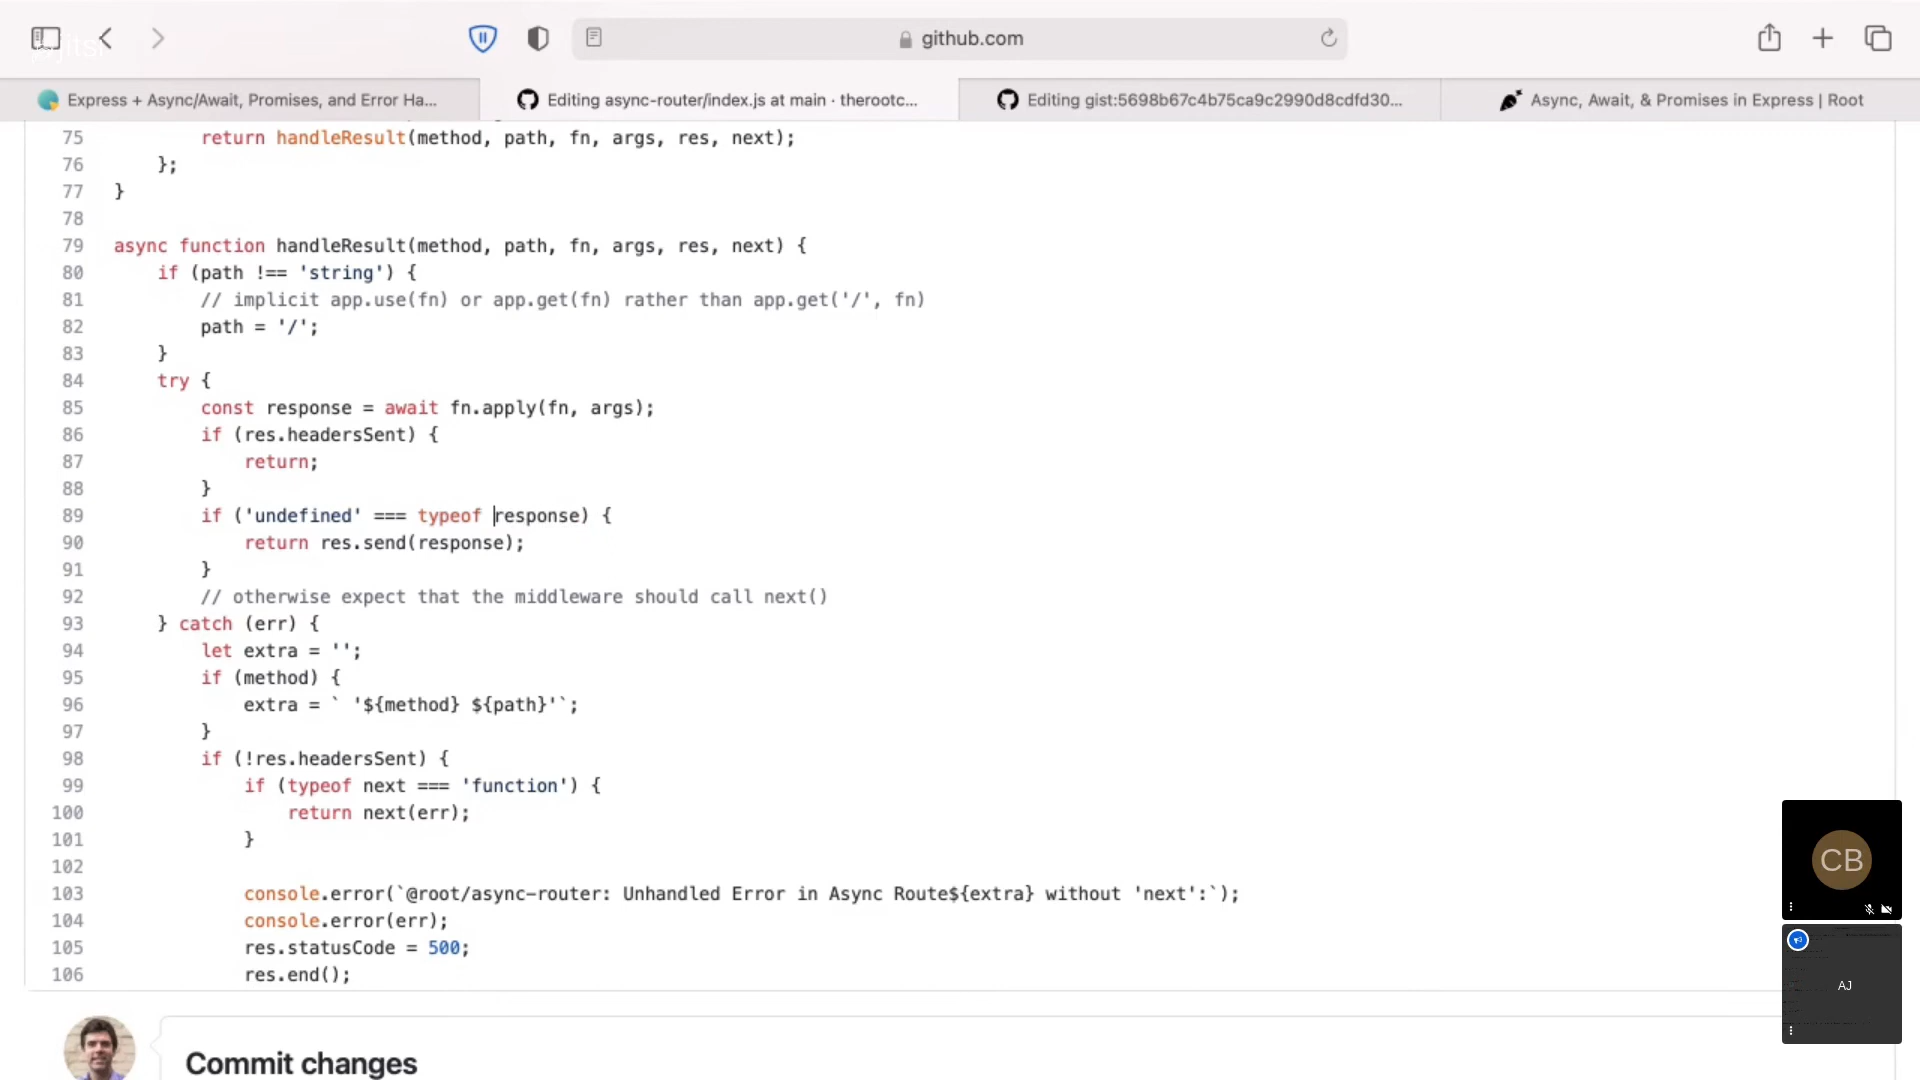 jitsi
github.com
Express + Async/Await, Promises, and Error Ha...
Editing async-router/index.js at main · therootc...
Editing gist:5698b67c4b75ca9c2990d8cdfd30...
Async, Await, & Promises in Express | Root
75 return handleResult(method, path, fn, args, res, next);
76 };
77 }
78
79 async function handleResult(method, path, fn, args, res, next) {
80 if (path !== 'string') {
81 // implicit app.use(fn) or app.get(fn) rather than app.get('/', fn)
82 path = '/';
83 }
84 try {
85 const response = await fn.apply(fn, args);
86 if (res.headersSent) {
87 return;
88 }
89 if ('undefined' === typeof response) {
90 return res.send(response);
91 }
92 // otherwise expect that the middleware should call next()
93 } catch (err) {
94 let extra = '';
95 if (method) {
96 extra = ` '${method} ${path}'`;
97 }
98 if (!res.headersSent) {
99 if (typeof next === 'function') {
100 return next(err);
101 }
102
103 console.error(`@root/async-router: Unhandled Error in Async Route${extra} without 'next':`);
104 console.error(err);
105 res.statusCode = 500;
106 res.end();
CB
AJ
Commit changes